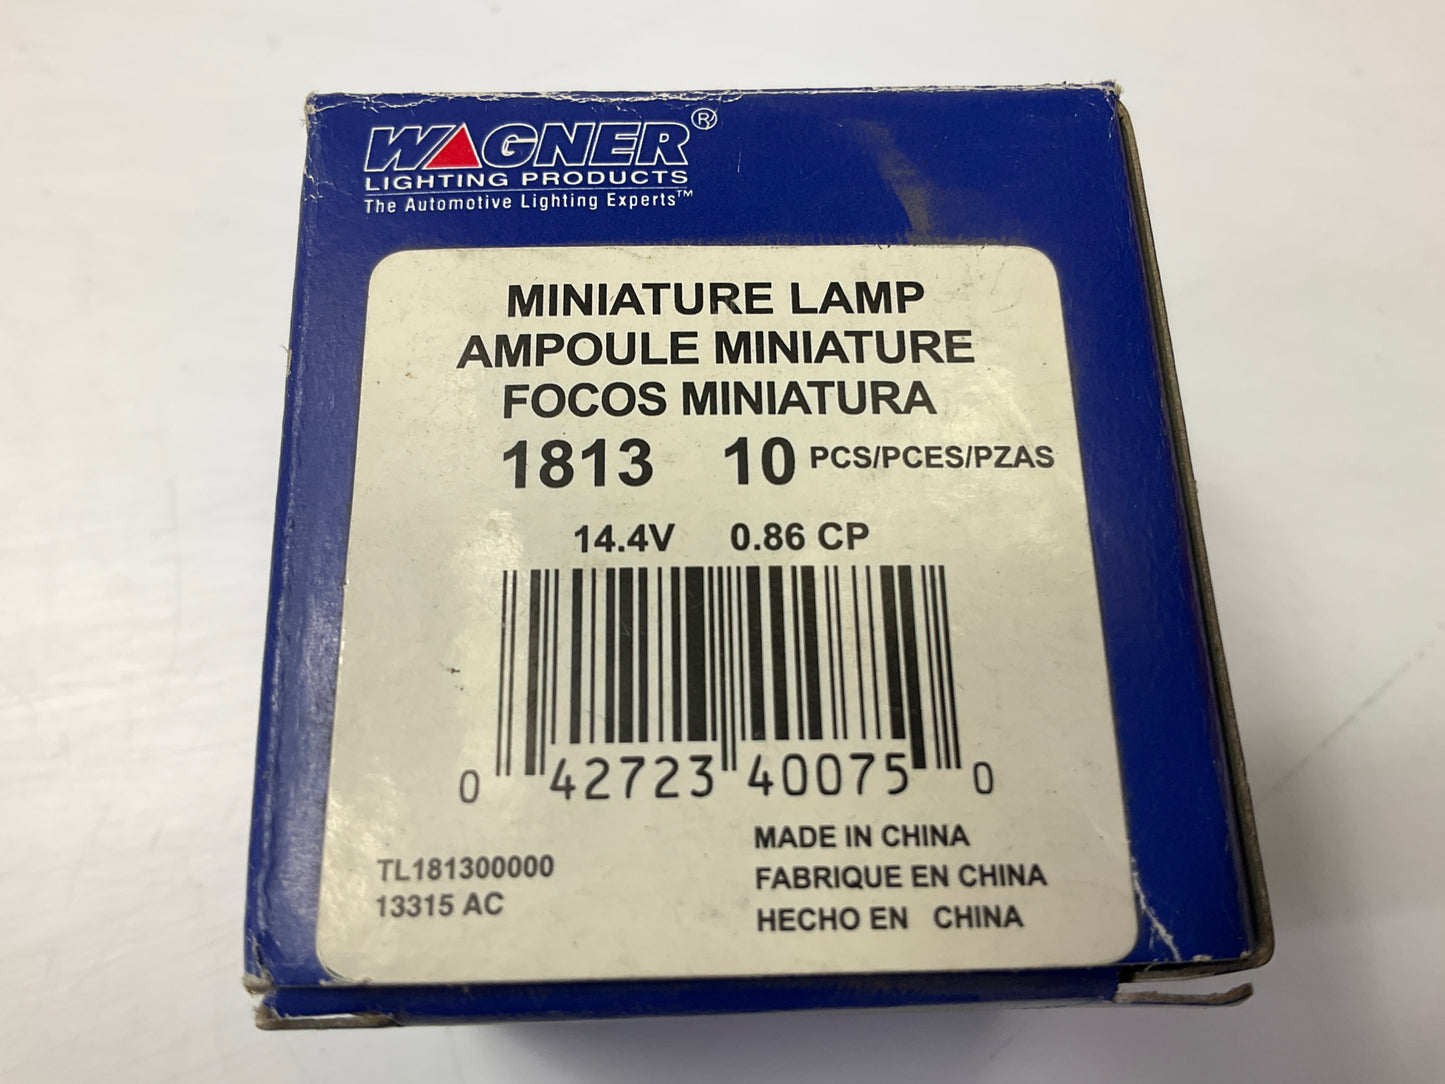 WAGNER®
LIGHTING PRODUCTS
The Automotive Lighting Experts™
MINIATURE LAMP
AMPOULE MINIATURE
FOCOS MINIATURA
1813 10 PCS/PCES/PZAS
14.4V 0.86 CP
0 42723 40075 0
MADE IN CHINA
FABRIQUE EN CHINA
HECHO EN CHINA
TL181300000
13315 AC